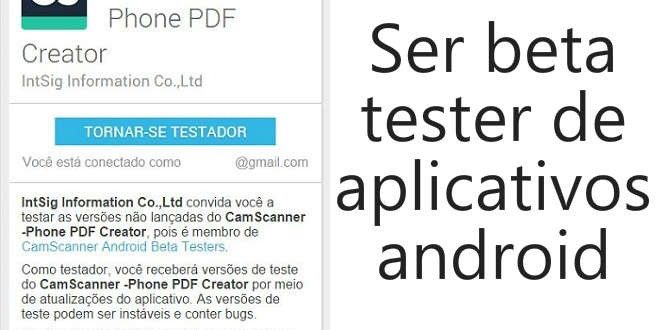 Phone PDF
Creator
IntSig Information Co.,Ltd
TORNAR-SE TESTADOR
Você está conectado como @gmail.com
IntSig Information Co.,Ltd convida você a
testar as versões não lançadas do CamScanner
-Phone PDF Creator, pois é membro de
CamScanner Android Beta Testers.
Como testador, você receberá versões de teste
do CamScanner -Phone PDF Creator por meio
de atualizações do aplicativo. As versões de
teste podem ser instáveis e conter bugs.
Ser beta
tester de
aplicativos
android